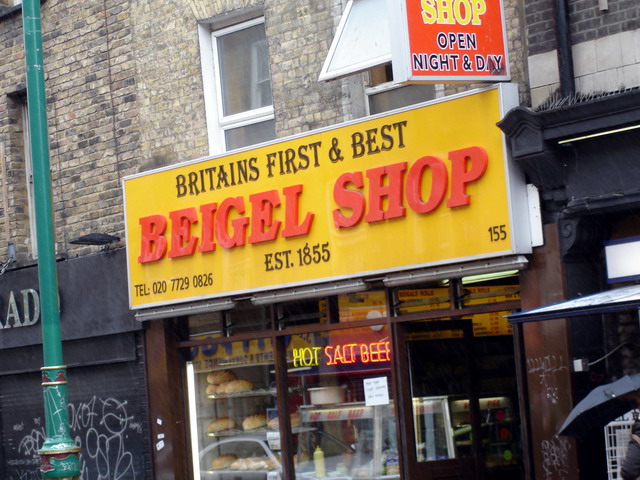 SHOP
OPEN
NIGHT & DAY
BRITAINS FIRST & BEST
BEIGEL SHOP
EST. 1855
155
TEL: 020 7729 0826
HOT SALT BEEF